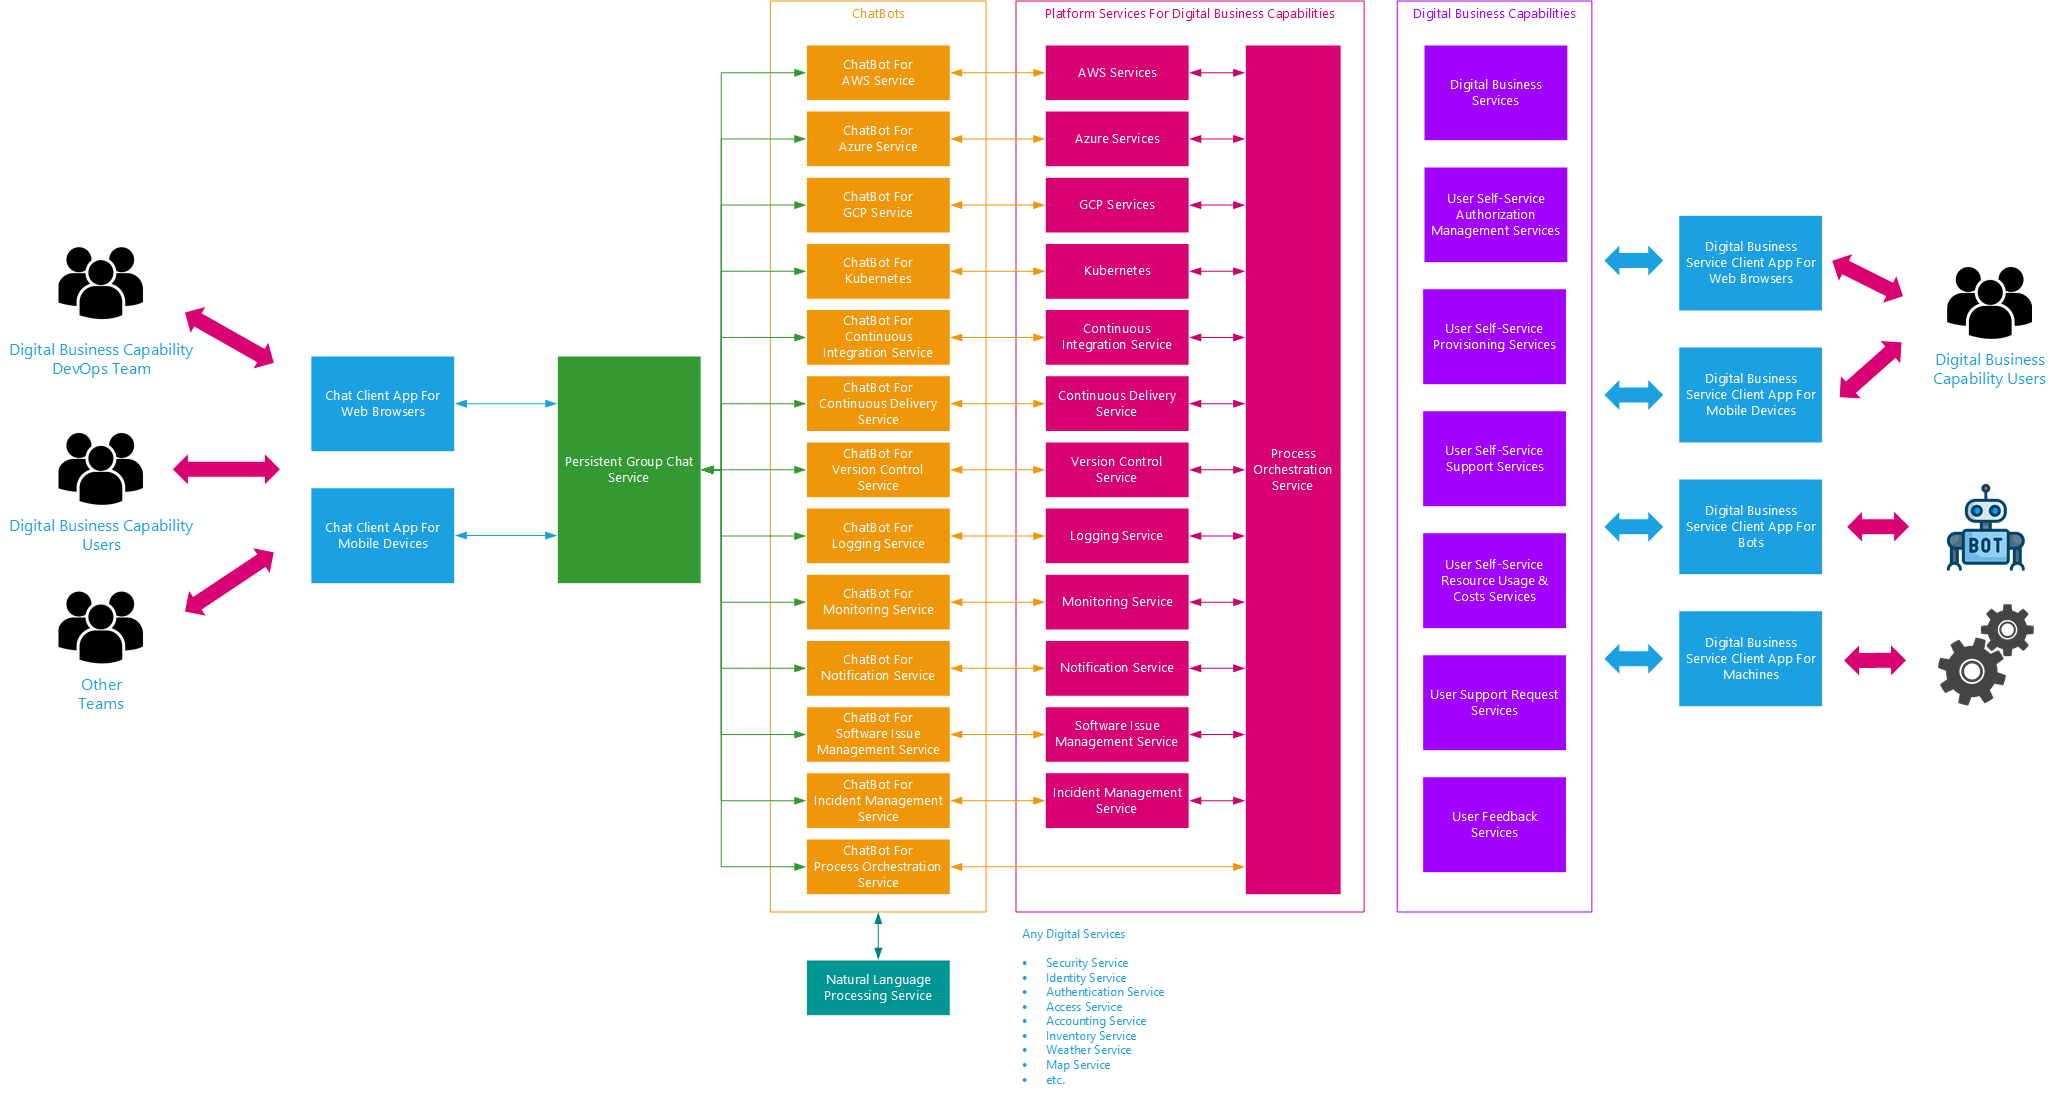 ChatBots
Platform Services For Digital Business Capabilities
Digital Business Capabilities
Digital Business Capability
DevOps Team
Digital Business Capability
Users
Other
Teams
Chat Client App For
Web Browsers
Chat Client App For
Mobile Devices
Persistent Group Chat
Service
ChatBot For
AWS Service
ChatBot For
Azure Service
ChatBot For
GCP Service
ChatBot For
Kubernetes
ChatBot For
Continuous
Integration Service
ChatBot For
Continuous Delivery
Service
ChatBot For
Version Control
Service
ChatBot For
Logging Service
ChatBot For
Monitoring Service
ChatBot For
Notification Service
ChatBot For
Software Issue
Management Service
ChatBot For
Incident Management
Service
ChatBot For
Process Orchestration
Service
Natural Language
Processing Service
AWS Services
Azure Services
GCP Services
Kubernetes
Continuous
Integration Service
Continuous Delivery
Service
Version Control
Service
Logging Service
Monitoring Service
Notification Service
Software Issue
Management Service
Incident Management
Service
Process
Orchestration
Service
Any Digital Services
• Security Service
• Identity Service
• Authentication Service
• Access Service
• Accounting Service
• Inventory Service
• Weather Service
• Map Service
• etc.
Digital Business
Services
User Self-Service
Authorization
Management Services
User Self-Service
Provisioning Services
User Self-Service
Support Services
User Self-Service
Resource Usage &
Costs Services
User Support Request
Services
User Feedback
Services
Digital Business
Service Client App For
Web Browsers
Digital Business
Service Client App For
Mobile Devices
Digital Business
Service Client App For
Bots
Digital Business
Service Client App For
Machines
Digital Business
Capability Users
BOT